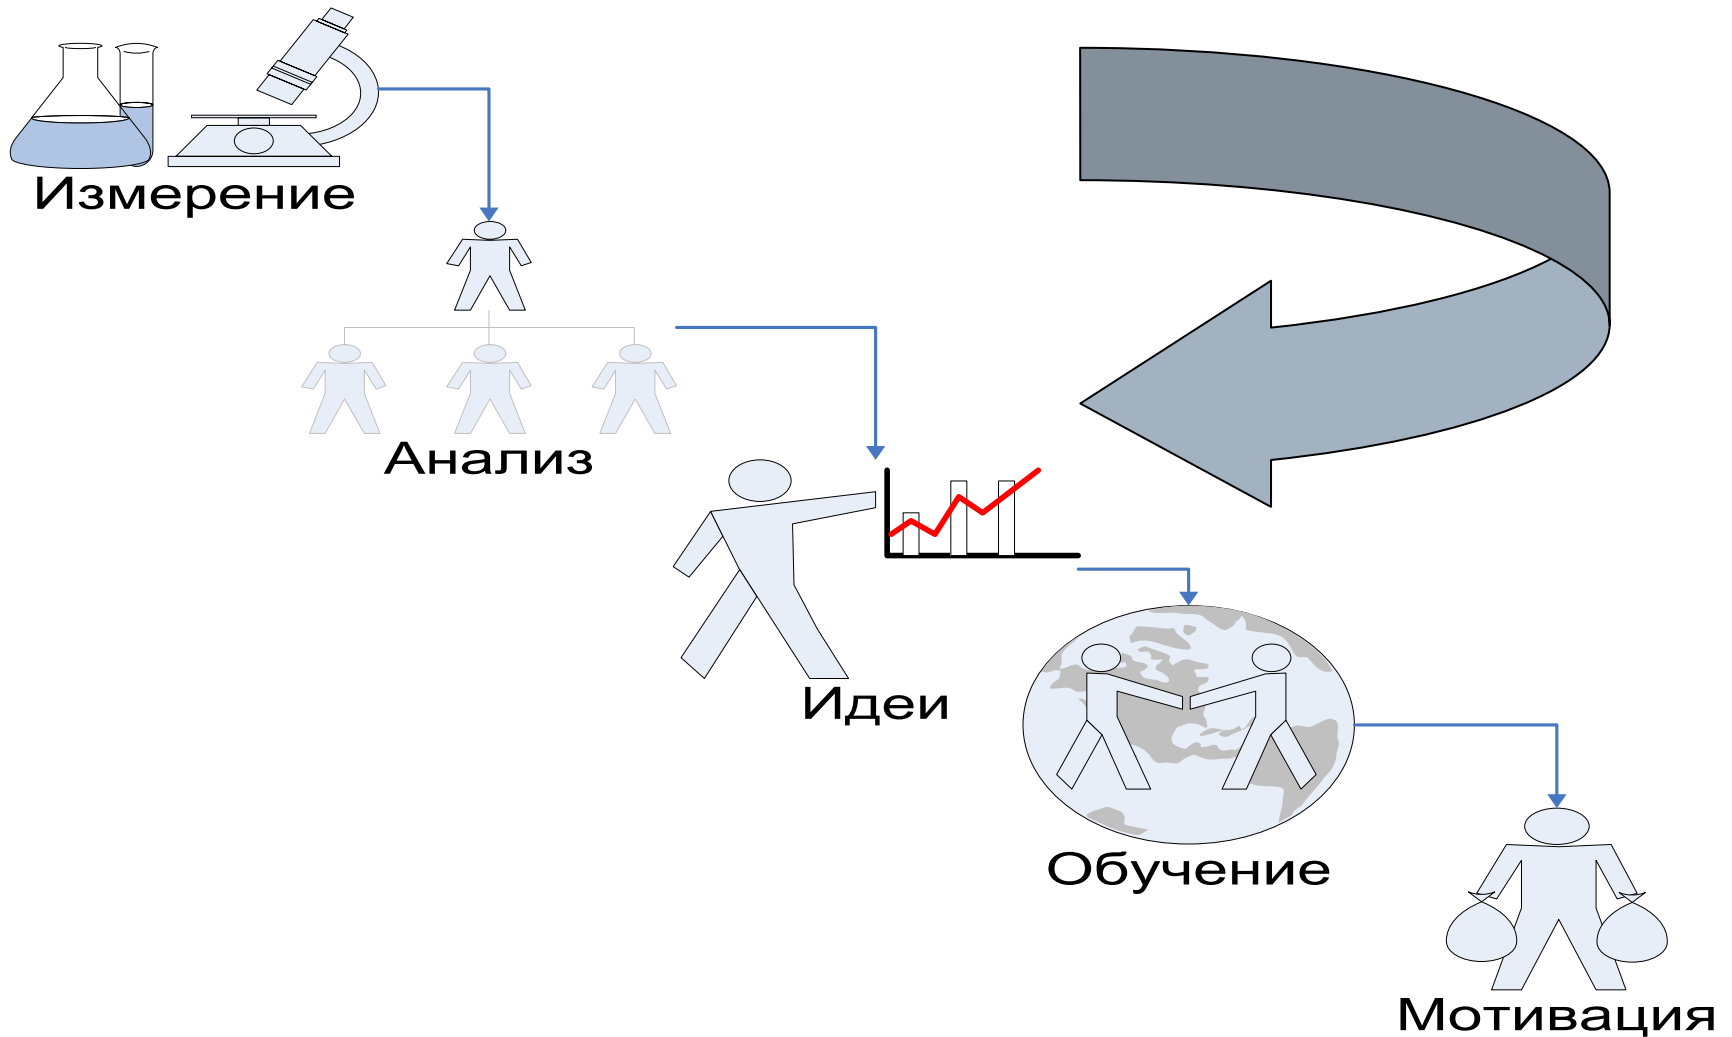 Измерение
Анализ
Идеи
Обучение
Мотивация